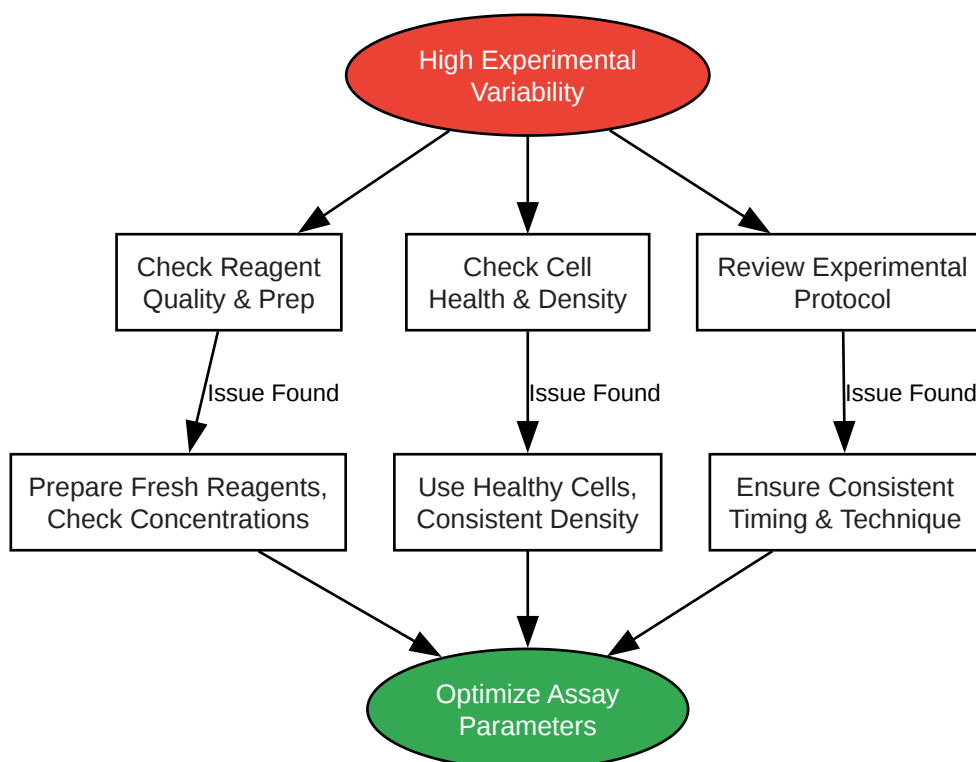 High Experimental
Variability
Check Reagent
Quality & Prep
Check Cell
Health & Density
Review Experimental
Protocol
Issue Found
Issue Found
Issue Found
Prepare Fresh Reagents,
Check Concentrations
Use Healthy Cells,
Consistent Density
Ensure Consistent
Timing & Technique
Optimize Assay
Parameters